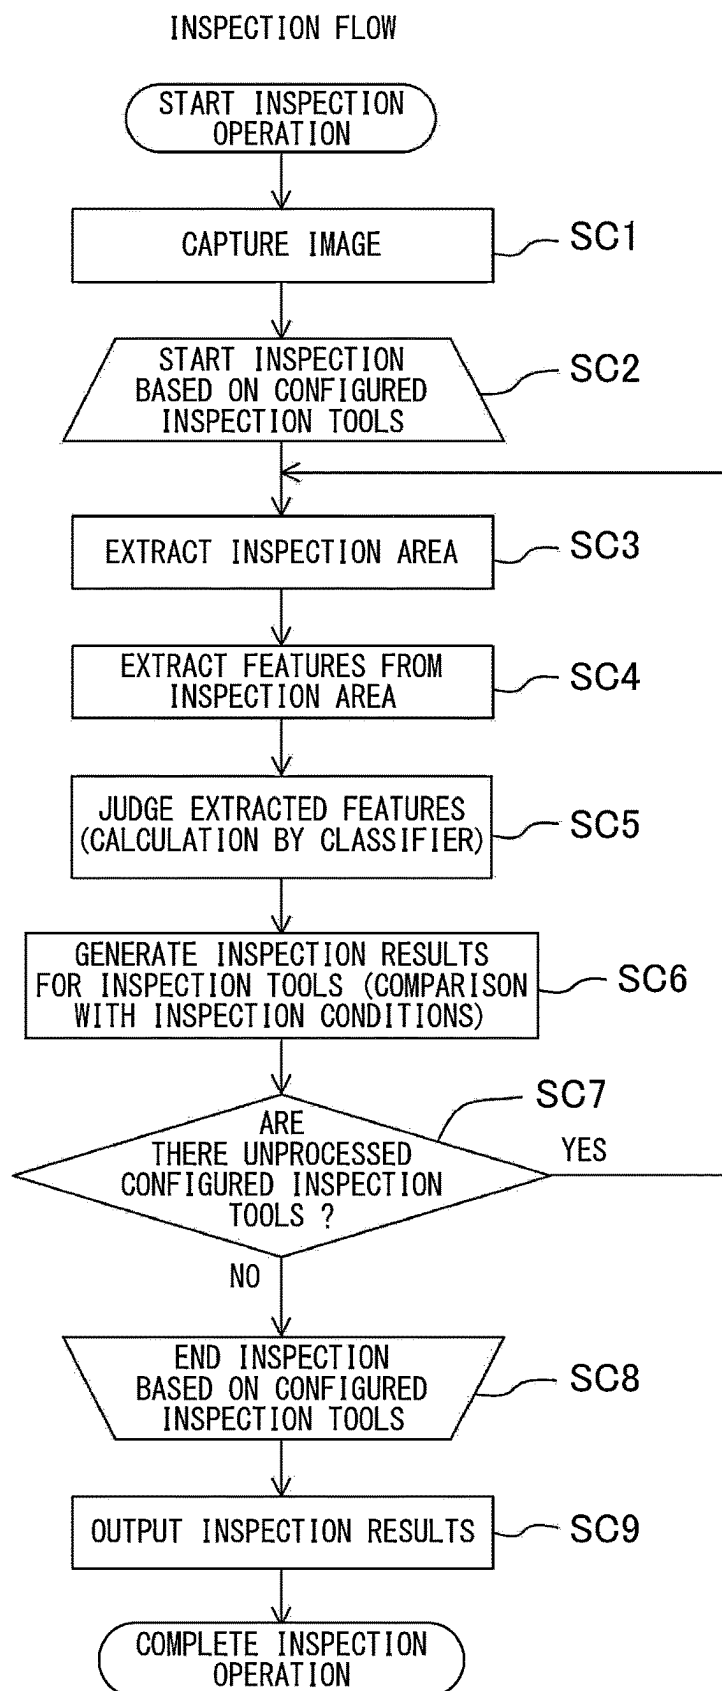 INSPECTION FLOW
START INSPECTION
OPERATION
CAPTURE IMAGE
SC1
START INSPECTION
BASED ON CONFIGURED
INSPECTION TOOLS
SC2
EXTRACT INSPECTION AREA
SC3
EXTRACT FEATURES FROM
INSPECTION AREA
SC4
JUDGE EXTRACTED FEATURES
(CALCULATION BY CLASSIFIER)
SC5
GENERATE INSPECTION RESULTS
FOR INSPECTION TOOLS (COMPARISON
WITH INSPECTION CONDITIONS)
SC6
ARE
THERE UNPROCESSED
CONFIGURED INSPECTION
TOOLS ?
SC7
YES
NO
END INSPECTION
BASED ON CONFIGURED
INSPECTION TOOLS
SC8
OUTPUT INSPECTION RESULTS
SC9
COMPLETE INSPECTION
OPERATION